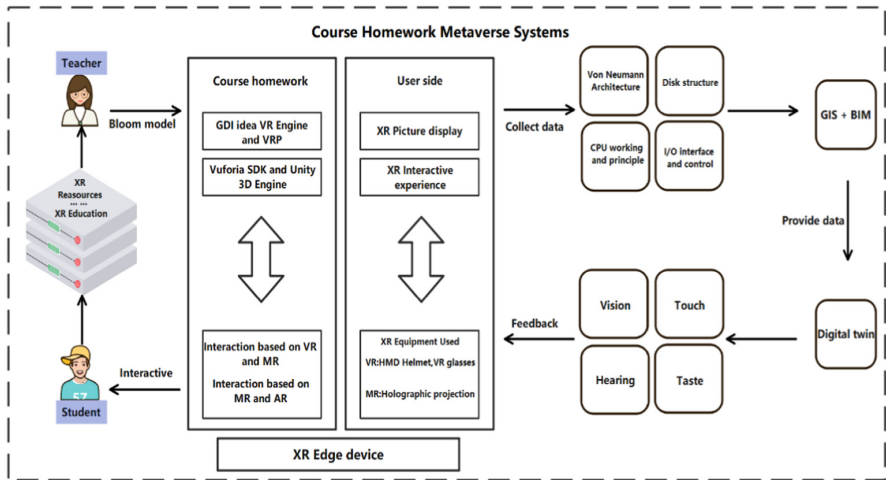 Course Homework Metaverse Systems
Teacher
Bloom model
XR
Reasources
... ...
XR Education
Interactive
Student
57
Course homework
GDI idea VR Engine
and VRP
Vuforia SDK and Unity
3D Engine
Interaction based on VR
and MR
Interaction based on
MR and AR
User side
XR Picture display
XR Interactive
experience
XR Equipment Used
VR:HMD Helmet,VR glasses
MR:Holographic projection
XR Edge device
Collect data
Von Neumann
Architecture
Disk structure
CPU working
and principle
I/O interface
and control
GIS + BIM
Provide data
Digital twin
Vision
Touch
Hearing
Taste
Feedback